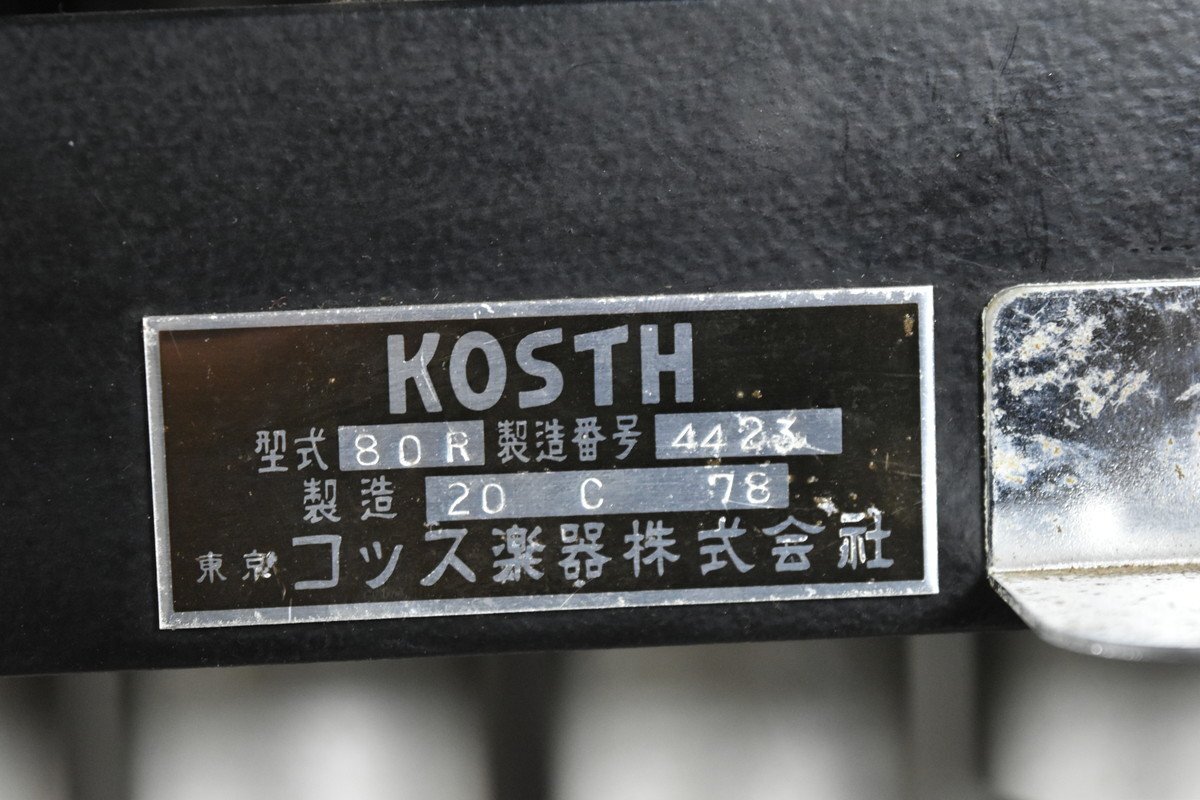 KOSTH
型式 80R 製造番号 4423
製造 20 C 78
東京 コッス楽器株式会社